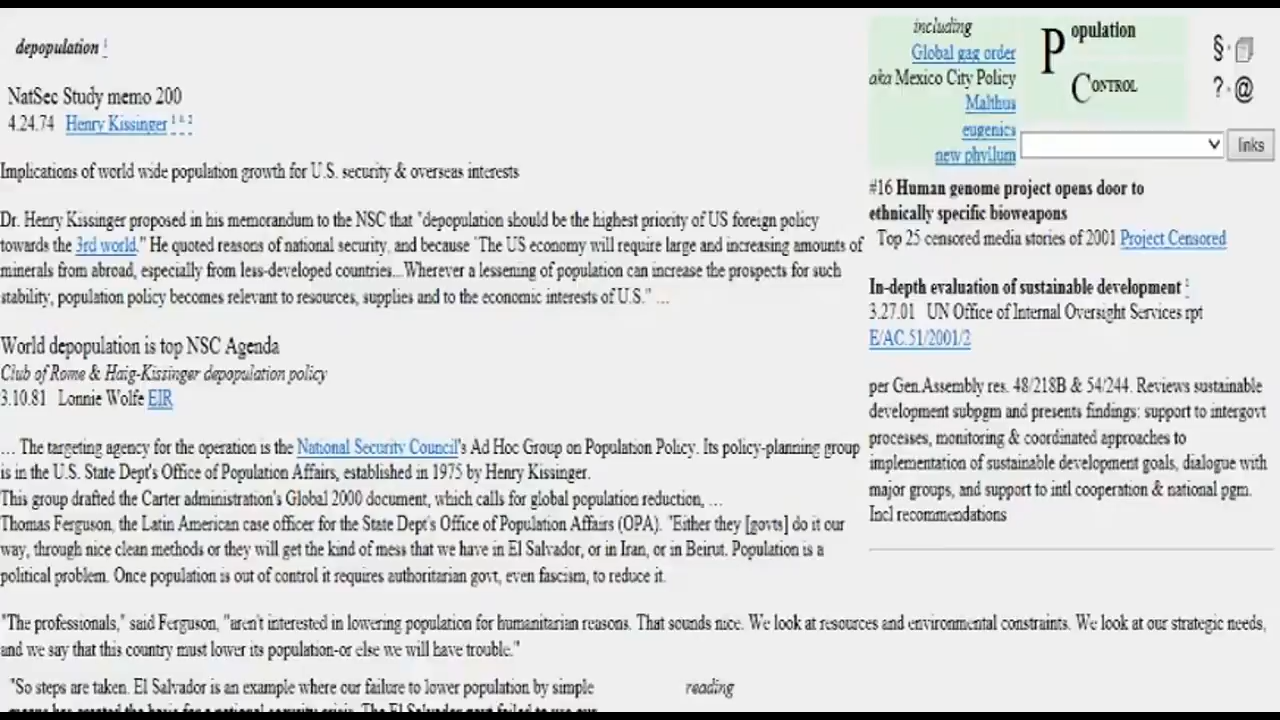 depopulation 1
NatSec Study memo 200
4.24.74 Henry Kissinger 1 & 2
Implications of world wide population growth for U.S. security & overseas interests
Dr. Henry Kissinger proposed in his memorandum to the NSC that "depopulation should be the highest priority of US foreign policy
towards the 3rd world." He quoted reasons of national security, and because `The US economy will require large and increasing amounts of
minerals from abroad, especially from less-developed countries...Wherever a lessening of population can increase the prospects for such
stability, population policy becomes relevant to resources, supplies and to the economic interests of U.S." ...
World depopulation is top NSC Agenda
Club of Rome & Haig-Kissinger depopulation policy
3.10.81 Lonnie Wolfe EIR
... The targeting agency for the operation is the National Security Council's Ad Hoc Group on Population Policy. Its policy-planning group
is in the U.S. State Dept's Office of Population Affairs, established in 1975 by Henry Kissinger.
This group drafted the Carter administration's Global 2000 document, which calls for global population reduction, ...
Thomas Ferguson, the Latin American case officer for the State Dept's Office of Population Affairs (OPA). "Either they [govts] do it our
way, through nice clean methods or they will get the kind of mess that we have in El Salvador, or in Iran, or in Beirut. Population is a
political problem. Once population is out of control it requires authoritarian govt, even fascism, to reduce it.
"The professionals," said Ferguson, "aren't interested in lowering population for humanitarian reasons. That sounds nice. We look at resources and environmental constraints. We look at our strategic needs,
and we say that this country must lower its population-or else we will have trouble."
"So steps are taken. El Salvador is an example where our failure to lower population by simple
reading
including
Global gag order
aka Mexico City Policy
Malthus
eugenics
new phylum
Population
Control
§ ·
? · @
links
#16 Human genome project opens door to
ethnically specific bioweapons
Top 25 censored media stories of 2001 Project Censored
In-depth evaluation of sustainable development 1
3.27.01 UN Office of Internal Oversight Services rpt
E/AC.51/2001/2
per Gen.Assembly res. 48/218B & 54/244. Reviews sustainable
development subpgm and presents findings: support to intergovt
processes, monitoring & coordinated approaches to
implementation of sustainable development goals, dialogue with
major groups, and support to intl cooperation & national pgm.
Incl recommendations